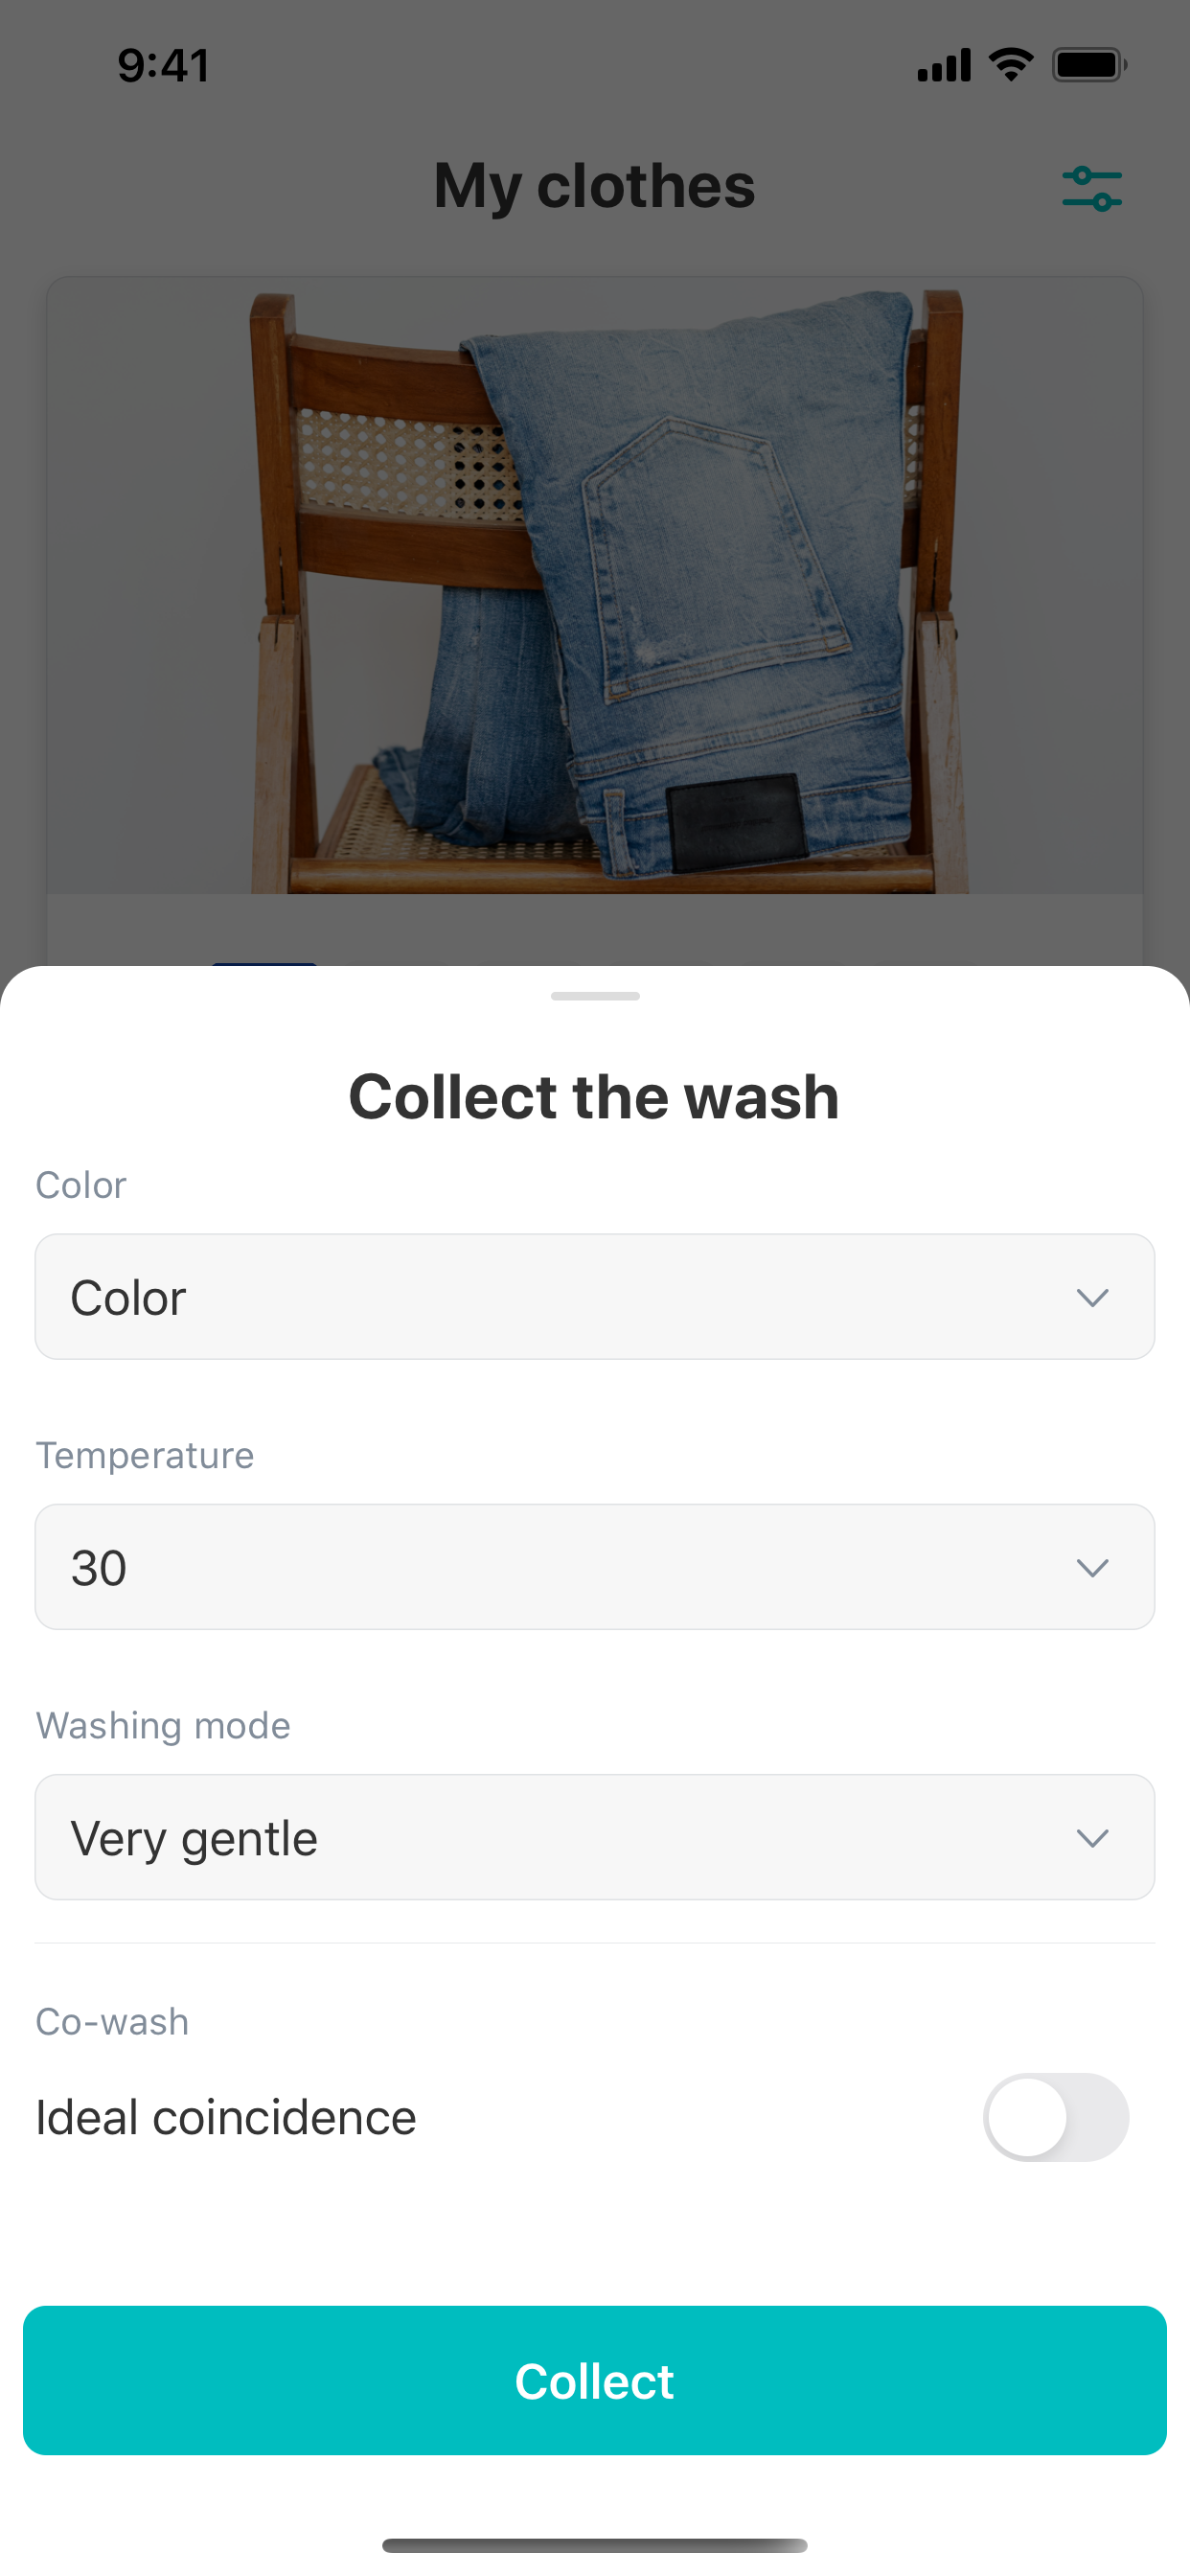 9:41
My clothes
Collect the wash
Color
Color
Temperature
30
Washing mode
Very gentle
Co-wash
Ideal coincidence
Collect